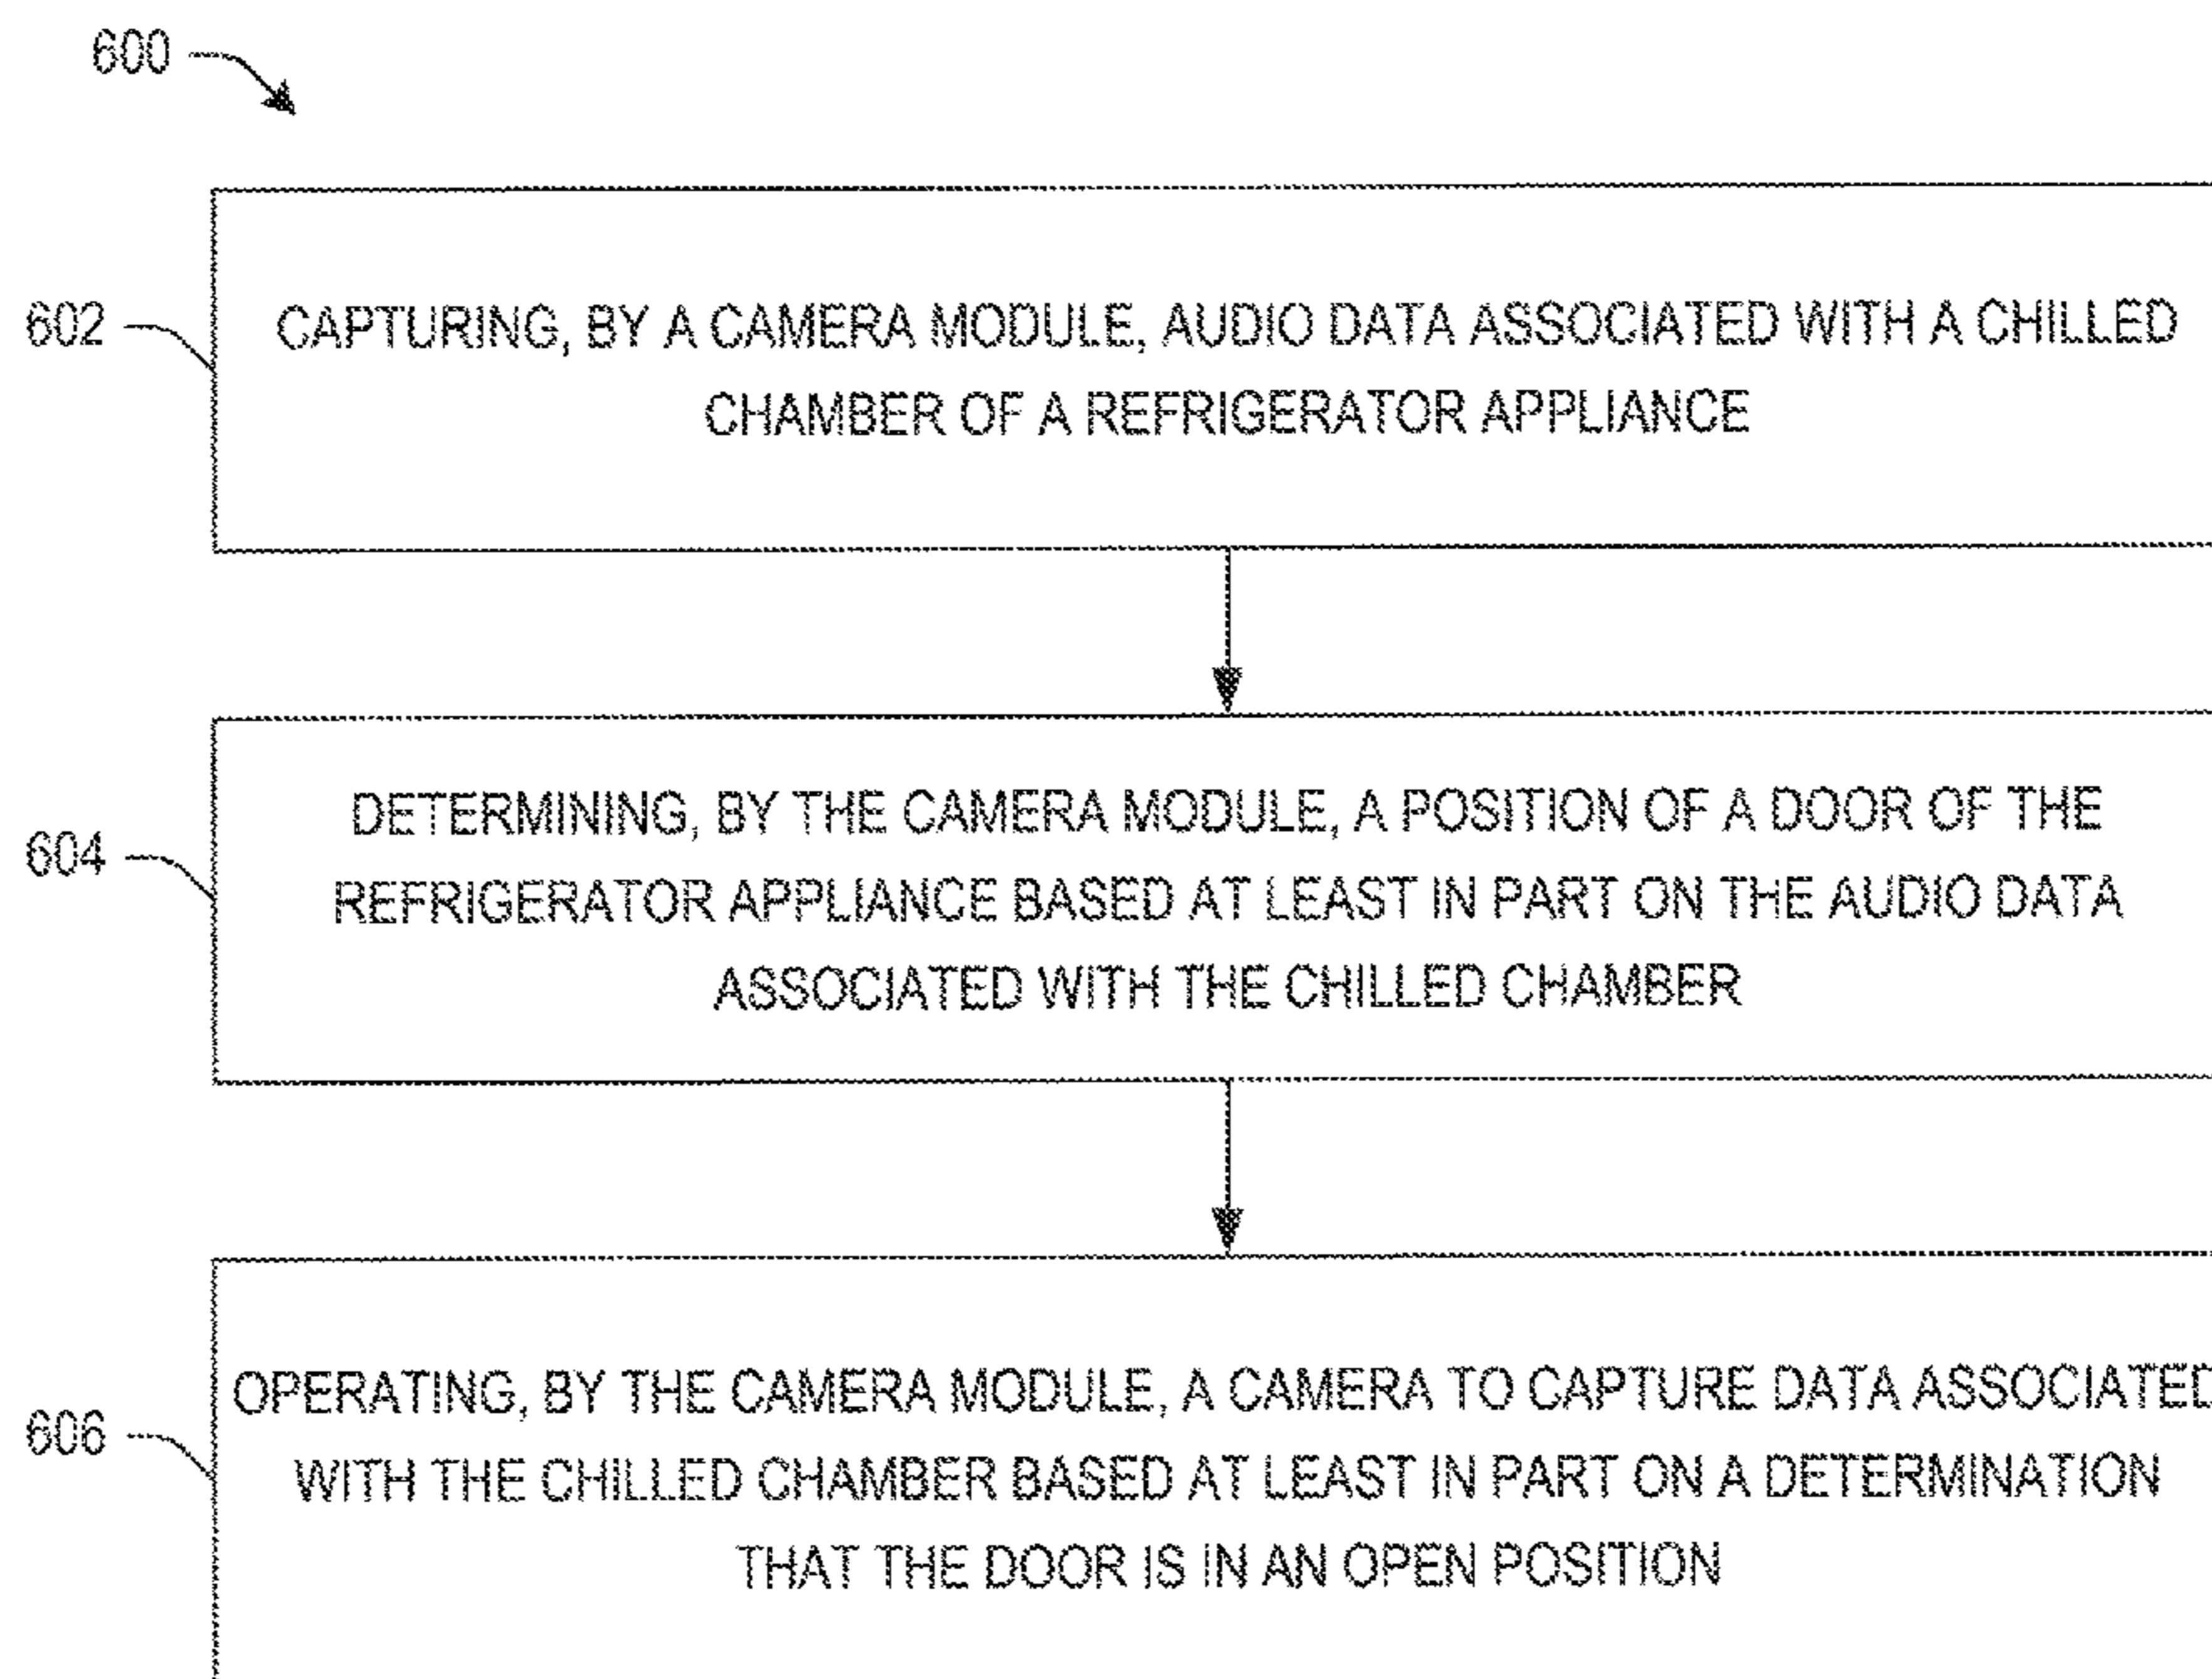 600
602
CAPTURING, BY A CAMERA MODULE, AUDIO DATA ASSOCIATED WITH A CHILLED
CHAMBER OF A REFRIGERATOR APPLIANCE
604
DETERMINING, BY THE CAMERA MODULE, A POSITION OF A DOOR OF THE
REFRIGERATOR APPLIANCE BASED AT LEAST IN PART ON THE AUDIO DATA
ASSOCIATED WITH THE CHILLED CHAMBER
606
OPERATING, BY THE CAMERA MODULE, A CAMERA TO CAPTURE DATA ASSOCIATED
WITH THE CHILLED CHAMBER BASED AT LEAST IN PART ON A DETERMINATION
THAT THE DOOR IS IN AN OPEN POSITION